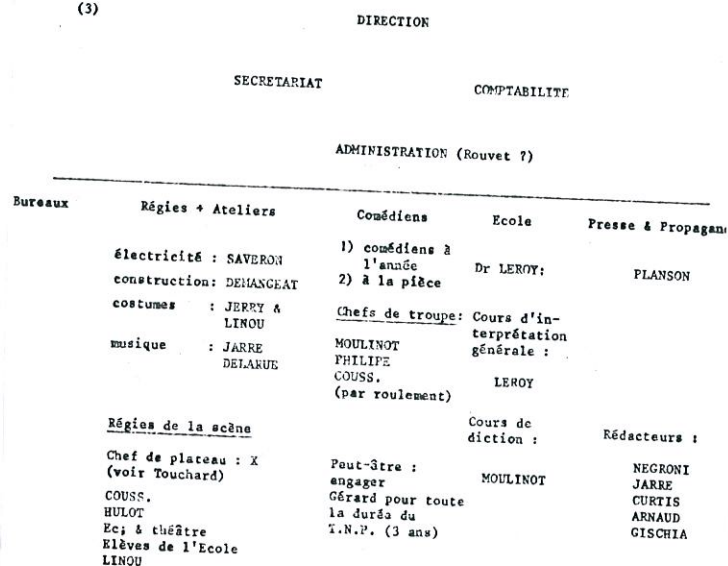 (3)
DIRECTION
SECRETARIAT
COMPTABILITE
ADMINISTRATION (Rouvet ?)
Bureaux
Régies + Ateliers
électricité : SAVERON
construction: DEMANGEAT
costumes : JERRY &
LINOU
musique : JARRE
DELARUE
Régies de la scène
Chef de plateau : X
(voir Touchard)
COUSS.
HULOT
Ec; & théâtre
Elèves de l'Ecole
LINOU
Comédiens
1) comédiens à
l'année
2) à la pièce
Chefs de troupe:
MOULINOT
PHILIPE
COUSS.
(par roulement)
Peut-être :
engager
Gérard pour toute
la durée du
T.N.P. (3 ans)
Ecole
Dr LEROY:
Cours d'in-
terprétation
générale :
LEROY
Cours de
diction :
MOULINOT
Presse & Propagan
PLANSON
Rédacteurs :
NEGRONI
JARRE
CURTIS
ARNAUD
GISCHIA